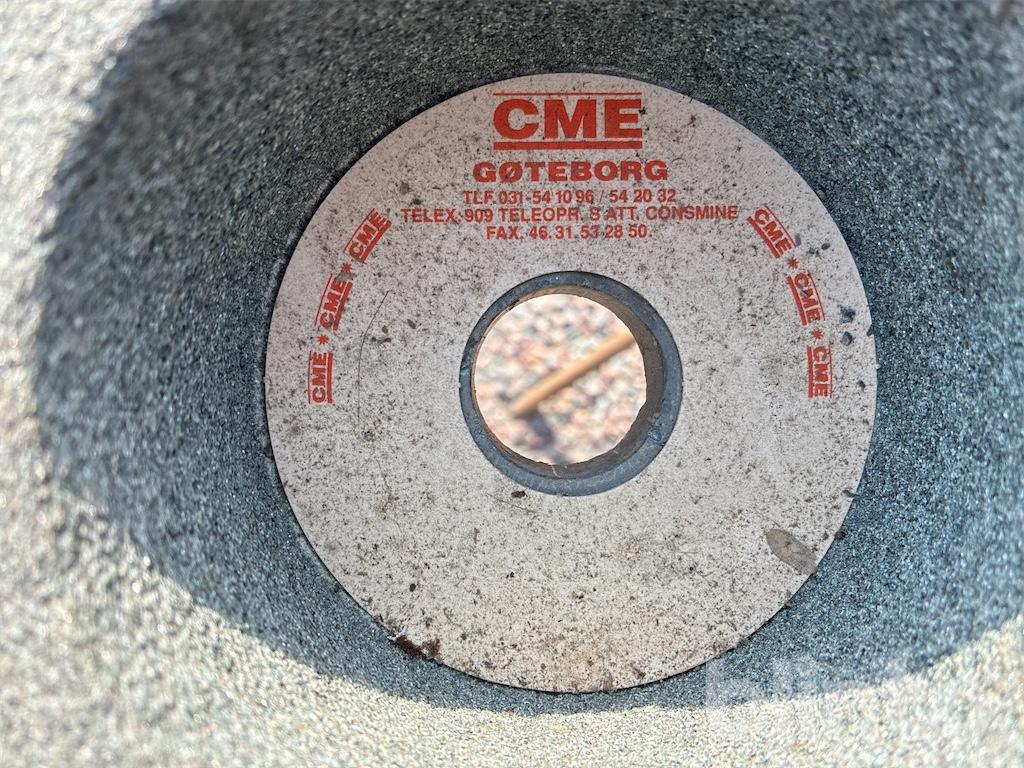 CME
GØTEBORG
TLF. 031-54 10 96 / 54 20 32
TELEX. 909 TELEOPR. S ATT. CONSMINE
FAX. 46. 31. 53 28 50.
CME * CME * CME
CME * CME * CME